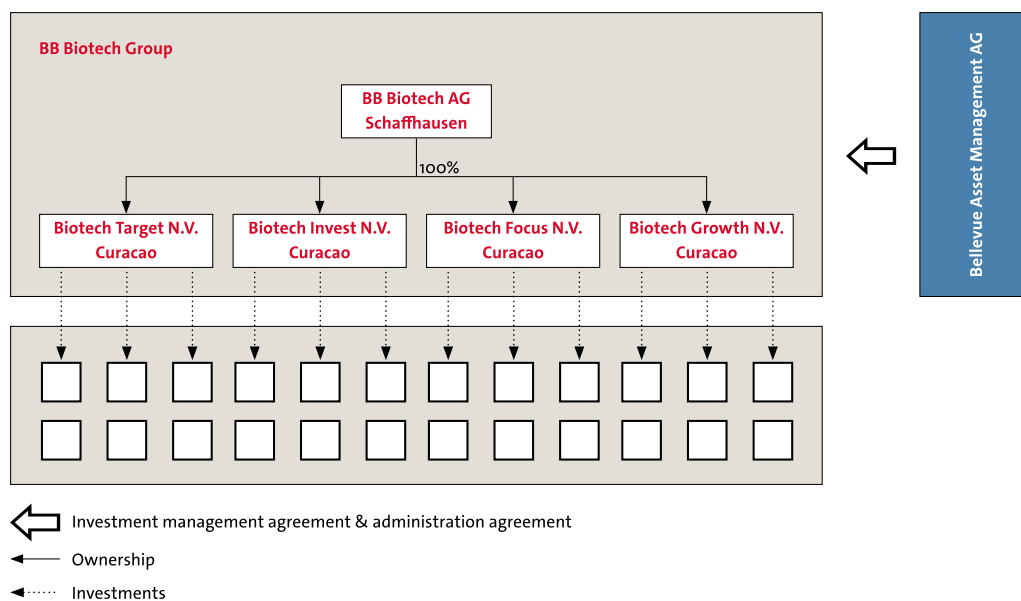 BB Biotech Group
BB Biotech AG
Schaffhausen
100%
Biotech Target N.V.
Curacao
Biotech Invest N.V.
Curacao
Biotech Focus N.V.
Curacao
Biotech Growth N.V.
Curacao
Bellevue Asset Management AG
Investment management agreement & administration agreement
Ownership
Investments